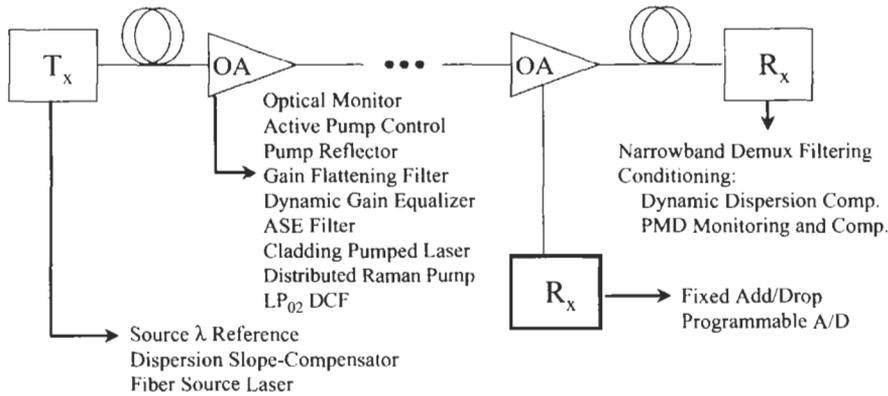 Tx
OA
•••
OA
Rx
Optical Monitor
Active Pump Control
Pump Reflector
Gain Flattening Filter
Dynamic Gain Equalizer
ASE Filter
Cladding Pumped Laser
Distributed Raman Pump
LP02 DCF
Narrowband Demux Filtering
Conditioning:
Dynamic Dispersion Comp.
PMD Monitoring and Comp.
Rx
Fixed Add/Drop
Programmable A/D
Source λ Reference
Dispersion Slope-Compensator
Fiber Source Laser